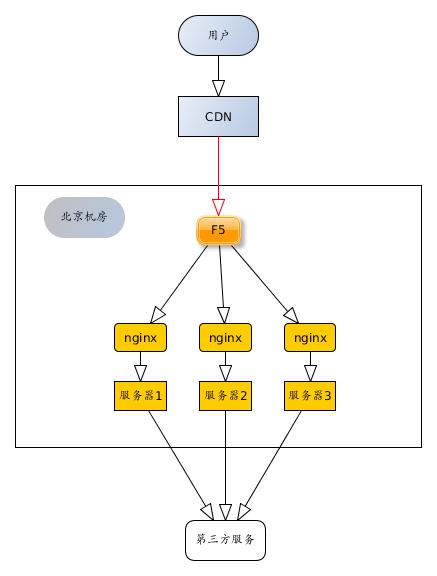 用户
CDN
北京机房
F5
nginx
nginx
nginx
服务器1
服务器2
服务器3
第三方服务